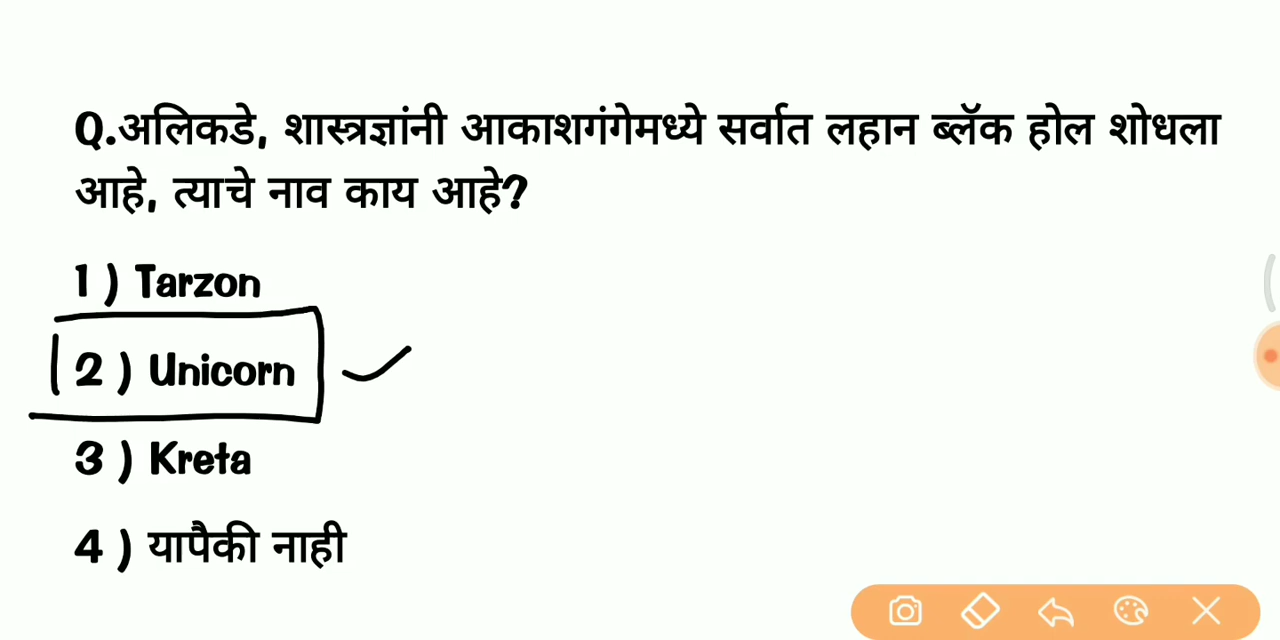 Q.अलिकडे, शास्त्रज्ञांनी आकाशगंगेमध्ये सर्वात लहान ब्लॅक होल शोधला
आहे, त्याचे नाव काय आहे?
1 ) Tarzon
2 ) Unicorn
3 ) Kreta
4 ) यापैकी नाही